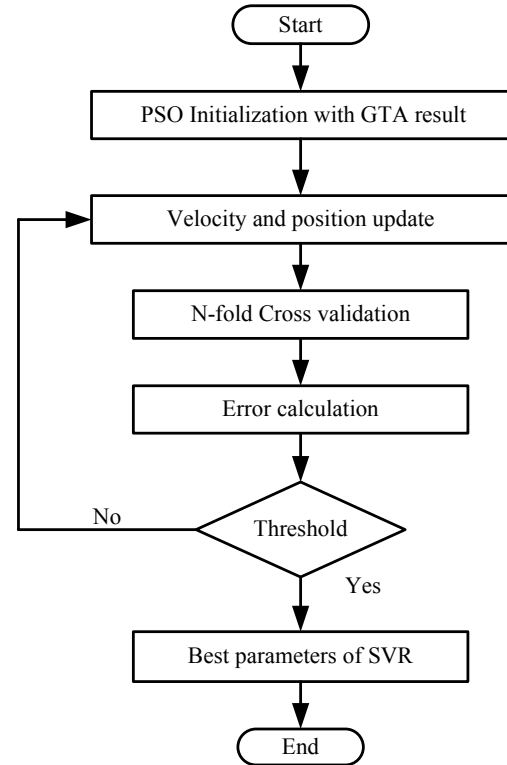 Start
PSO Initialization with GTA result
Velocity and position update
N-fold Cross validation
Error calculation
No
Threshold
Yes
Best parameters of SVR
End